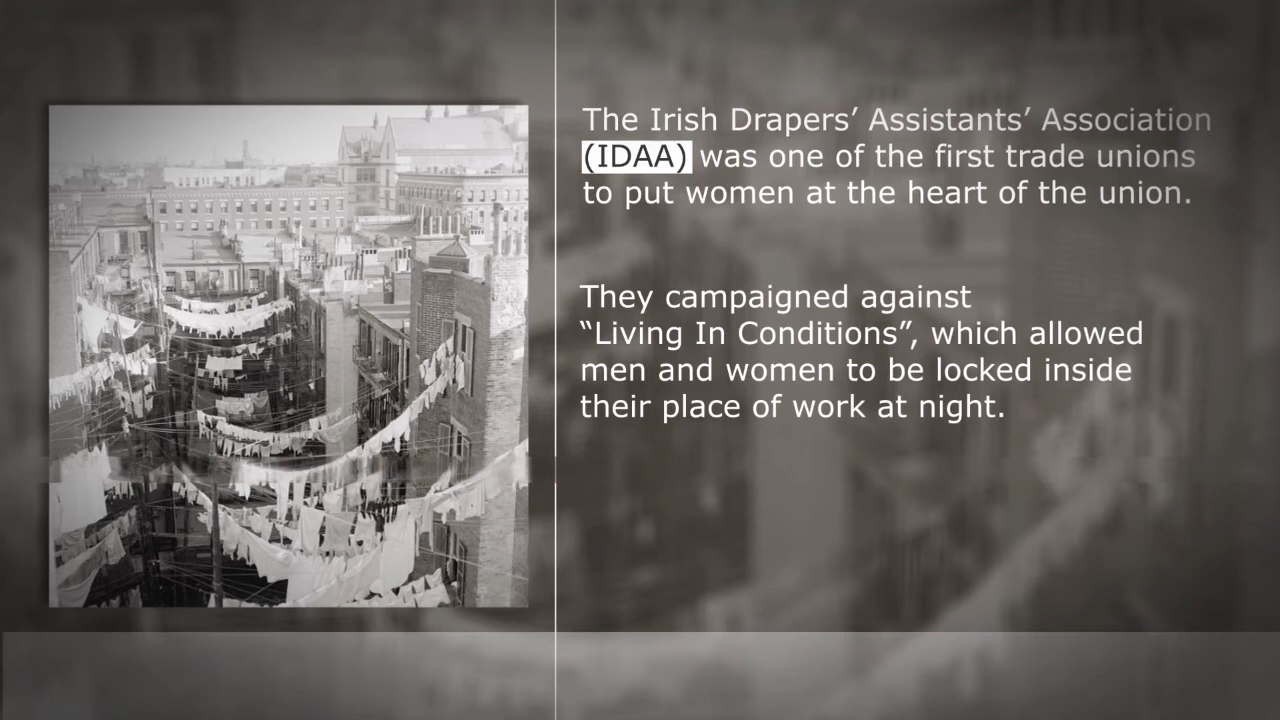 The Irish Drapers’ Assistants’ Association
(IDAA) was one of the first trade unions
to put women at the heart of the union.
They campaigned against
“Living In Conditions”, which allowed
men and women to be locked inside
their place of work at night.